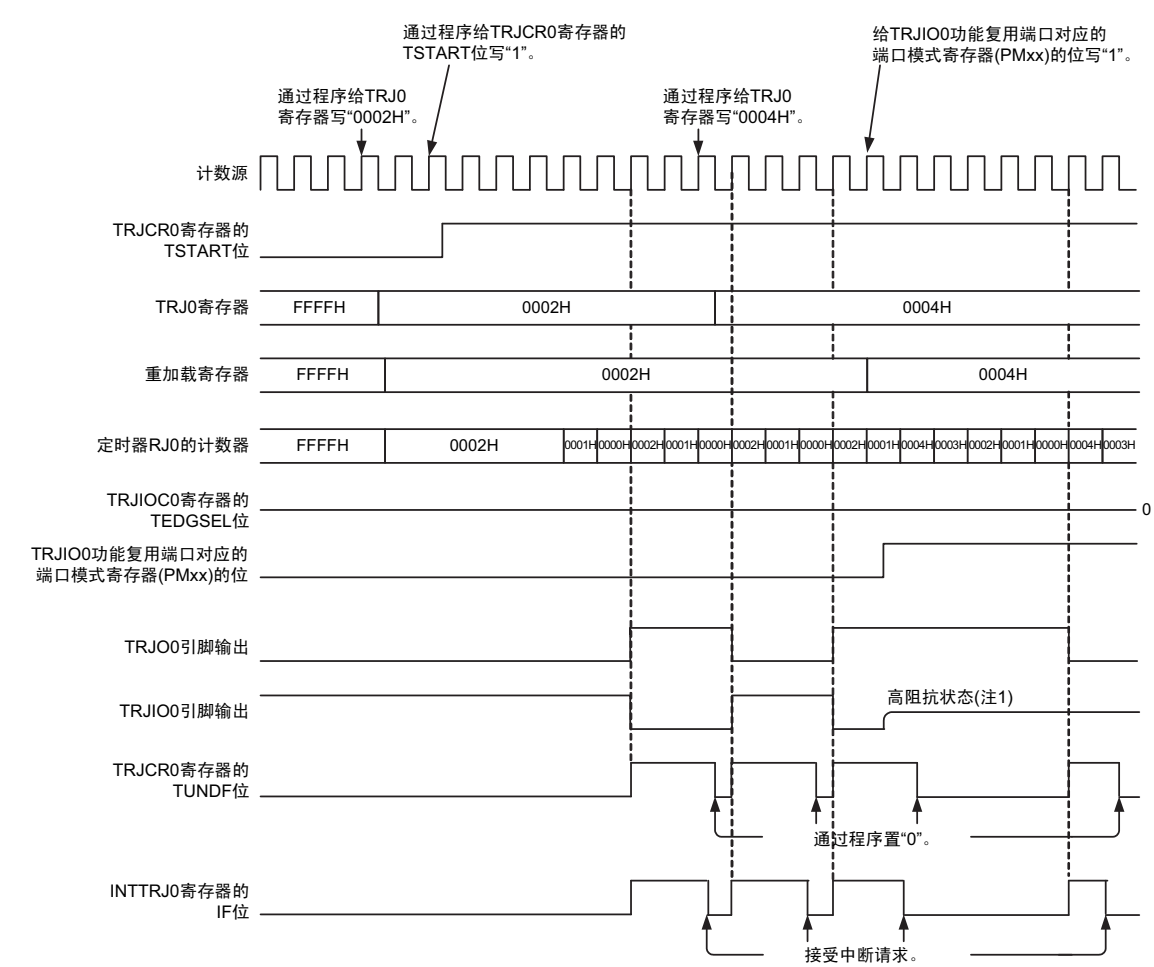 通过程序给TRJCR0寄存器的
TSTART位写“1”。
给TRJIO0功能复用端口对应的
端口模式寄存器(PMxx)的位写“1”。
通过程序给TRJ0
寄存器写“0002H”。
通过程序给TRJ0
寄存器写“0004H”。
计数源
TRJCR0寄存器的
TSTART位
TRJ0寄存器 FFFFH 0002H 0004H
重加载寄存器 FFFFH 0002H 0004H
定时器RJ0的计数器 FFFFH 0002H 0001H 0000H 0002H 0001H 0000H 0002H 0001H 0000H 0002H 0001H 0004H 0003H 0002H 0001H 0000H 0004H 0003H
TRJIOC0寄存器的
TEDGSEL位
0
TRJIO0功能复用端口对应的
端口模式寄存器(PMxx)的位
TRJO0引脚输出
TRJIO0引脚输出
高阻抗状态(注1)
TRJCR0寄存器的
TUNDF位
通过程序置“0”。
INTTRJ0寄存器的
IF位
接受中断请求。